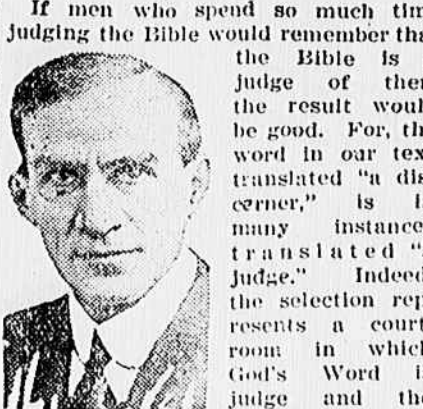 If men who spend so much tim
judging the Bible would remember tha
the Bible is
judge of the
the result woul
be good. For, th
word in our tex
translated "a dis
cerner," is i
many instance
translated "
judge." Indeed
the selection rep
resents a court
room in which
God's Word i
judge and the